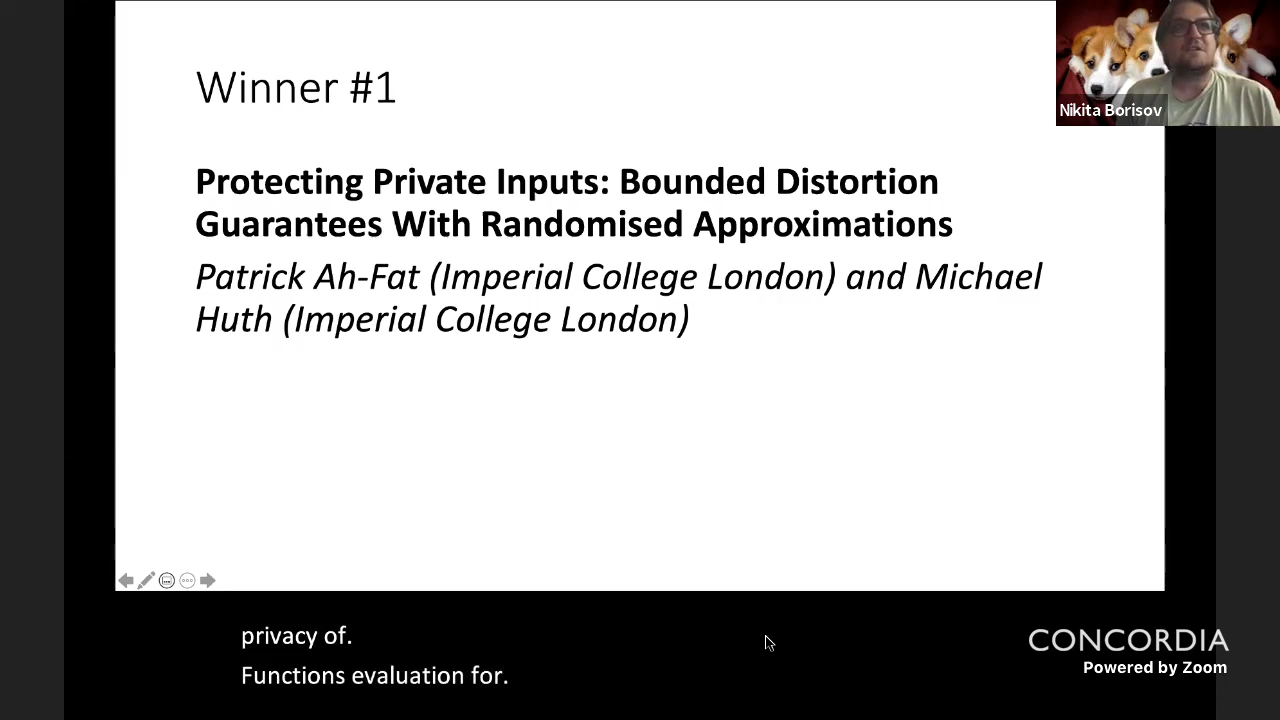 Winner #1
Nikita Borisov
Protecting Private Inputs: Bounded Distortion
Guarantees With Randomised Approximations
Patrick Ah-Fat (Imperial College London) and Michael
Huth (Imperial College London)
privacy of.
Functions evaluation for.
CONCORDIA
Powered by Zoom